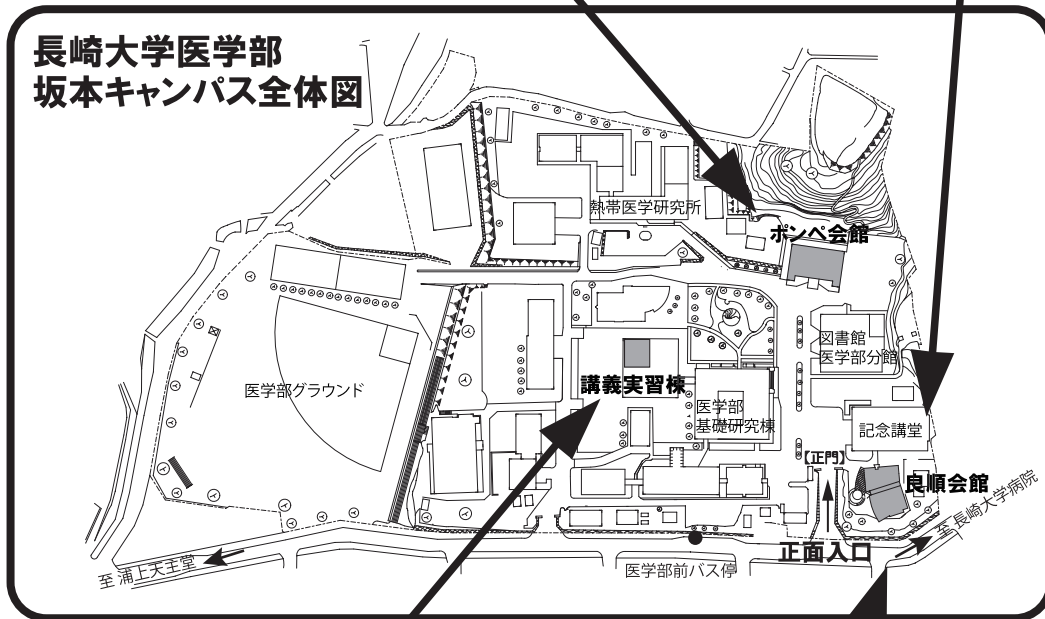 長崎大学医学部
坂本キャンパス全体図
熱帯医学研究所
ポンペ会館
図書館
医学部分館
医学部グラウンド
講義実習棟
医学部
基礎研究棟
記念講堂
【正門】
良順会館
至 長崎大学病院
正面入口
至 浦上天主堂
医学部前バス停